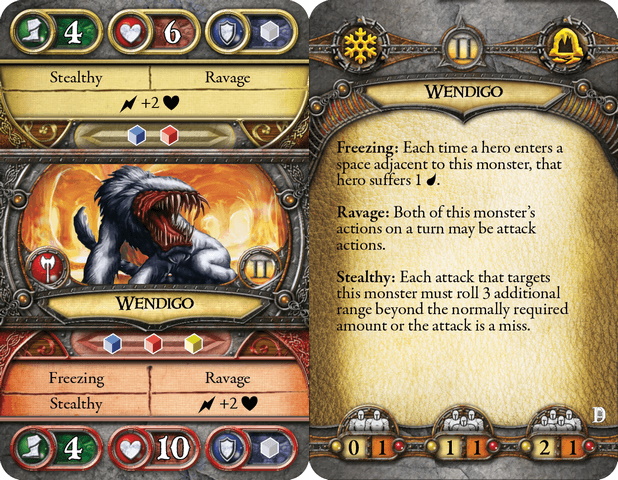 4 6
Stealthy Ravage
+2
II
WENDIGO
Freezing Ravage
Stealthy +2
4 10
II
WENDIGO
Freezing: Each time a hero enters a
space adjacent to this monster, that
hero suffers 1 .
Ravage: Both of this monster's
actions on a turn may be attack
actions.
Stealthy: Each attack that targets
this monster must roll 3 additional
range beyond the normally required
amount or the attack is a miss.
D
0 1 1 1 2 1